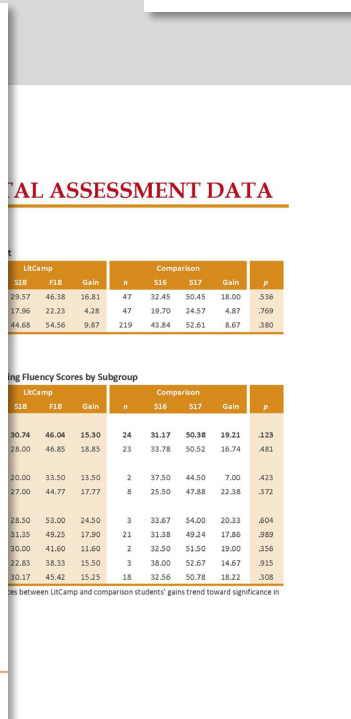 TAL ASSESSMENT DATA
t
LitCamp Comparison
S18 F18 Gain n S16 S17 Gain p
29.57 46.38 16.81 47 32.45 50.45 18.00 .536
17.96 22.23 4.28 47 19.70 24.57 4.87 .769
44.68 54.56 9.87 219 43.84 52.61 8.67 .380
ing Fluency Scores by Subgroup
LitCamp Comparison
S18 F18 Gain n S16 S17 Gain p
30.74 46.04 15.30 24 31.17 50.38 19.21 .123
28.00 46.85 18.85 23 33.78 50.52 16.74 .481
20.00 33.50 13.50 2 37.50 44.50 7.00 .423
27.00 44.77 17.77 8 25.50 47.88 22.38 .372
28.50 53.00 24.50 3 33.67 54.00 20.33 .604
31.35 49.25 17.90 21 31.38 49.24 17.86 .989
30.00 41.60 11.60 2 32.50 51.50 19.00 .356
22.83 38.33 15.50 3 38.00 52.67 14.67 .915
30.17 45.42 15.25 18 32.56 50.78 18.22 .308
ces between LitCamp and comparison students' gains trend toward significance in